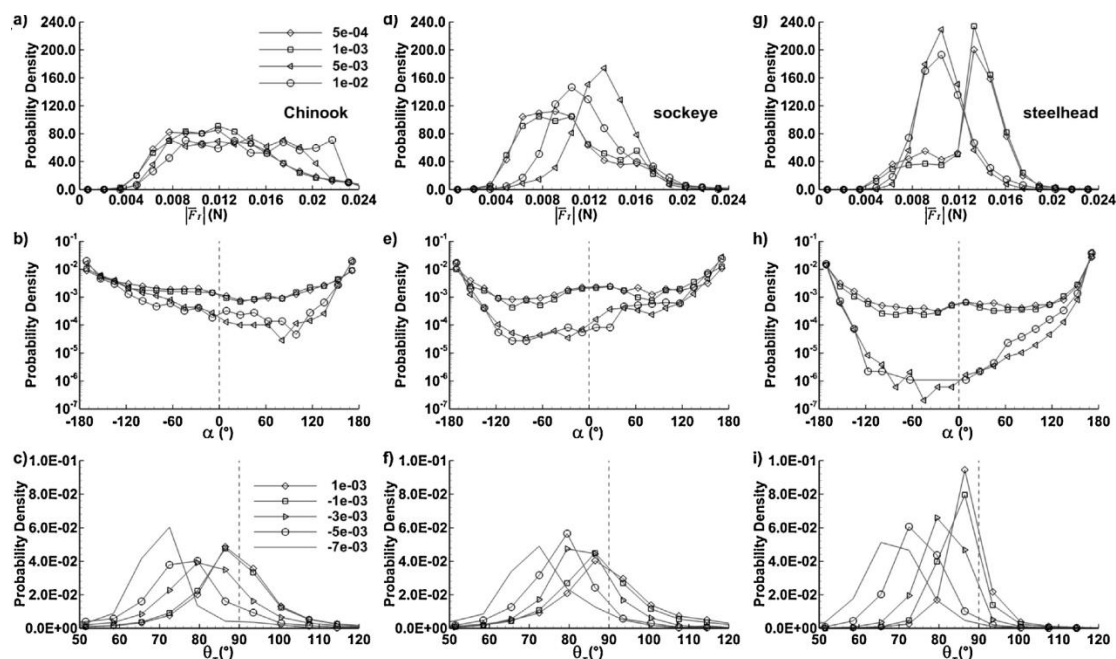 a)
240.0
200.0
160.0
120.0
80.0
40.0
0.0
Probability Density
5e-04
1e-03
5e-03
1e-02
Chinook
0 0.004 0.008 0.012 0.016 0.02 0.024
|F̅ₜ| (N)
d)
240.0
200.0
160.0
120.0
80.0
40.0
0.0
Probability Density
sockeye
0 0.004 0.008 0.012 0.016 0.02 0.024
|F̅ₜ| (N)
g)
240.0
200.0
160.0
120.0
80.0
40.0
0.0
Probability Density
steelhead
0 0.004 0.008 0.012 0.016 0.02 0.024
|F̅ₜ| (N)
b)
10⁻¹
10⁻²
10⁻³
10⁻⁴
10⁻⁵
10⁻⁶
10⁻⁷
Probability Density
-180 -120 -60 0 60 120 180
α (°)
e)
10⁻¹
10⁻²
10⁻³
10⁻⁴
10⁻⁵
10⁻⁶
10⁻⁷
Probability Density
-180 -120 -60 0 60 120 180
α (°)
h)
10⁻¹
10⁻²
10⁻³
10⁻⁴
10⁻⁵
10⁻⁶
10⁻⁷
Probability Density
-180 -120 -60 0 60 120 180
α (°)
c)
1.0E-01
8.0E-02
6.0E-02
4.0E-02
2.0E-02
0.0E+00
Probability Density
1e-03
-1e-03
-3e-03
-5e-03
-7e-03
50 60 70 80 90 100 110 120
(°)
f)
1.0E-01
8.0E-02
6.0E-02
4.0E-02
2.0E-02
0.0E+00
Probability Density
50 60 70 80 90 100 110 120
(°)
i)
1.0E-01
8.0E-02
6.0E-02
4.0E-02
2.0E-02
0.0E+00
Probability Density
50 60 70 80 90 100 110 120
(°)